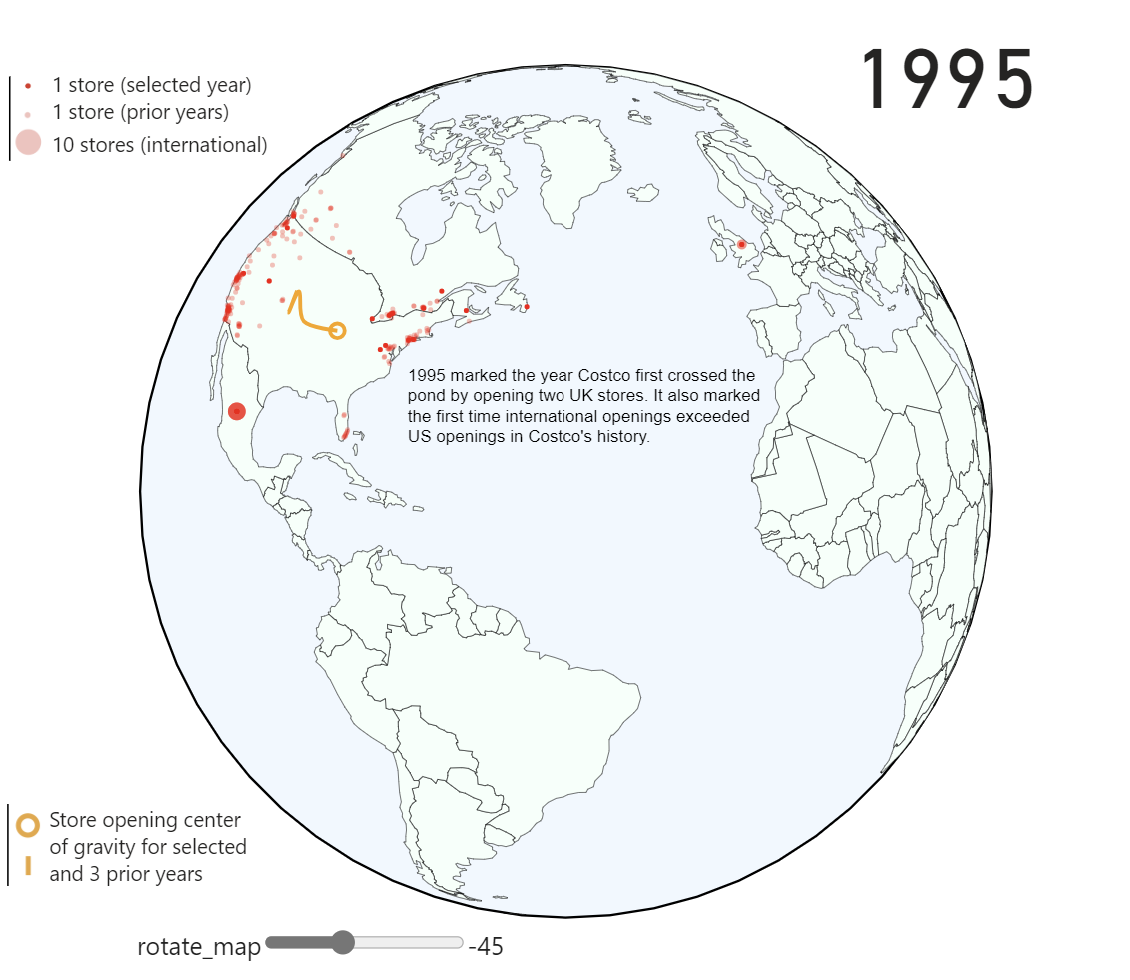 1995
1 store (selected year)
1 store (prior years)
10 stores (international)
1995 marked the year Costco first crossed the
pond by opening two UK stores. It also marked
the first time international openings exceeded
US openings in Costco's history.
Store opening center
of gravity for selected
and 3 prior years
rotate_map -45